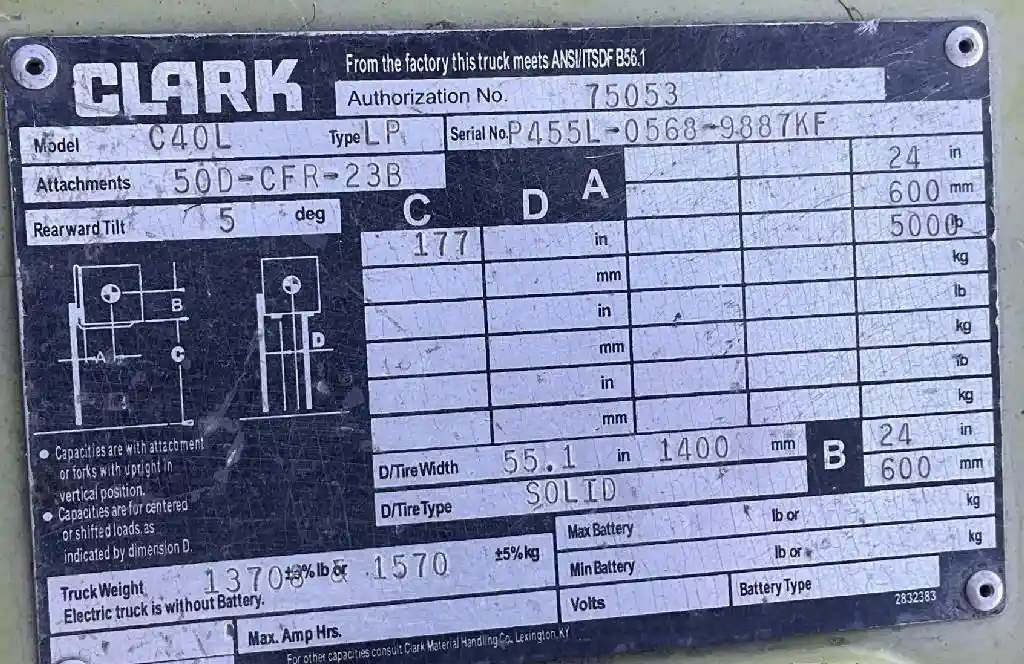 CLARK
From the factory this truck meets ANSI/ITSDF B56.1
Authorization No. 75053
Model C40L Type LP Serial No. P455L-0568-9887KF
Attachments 50D-CFR-23B
Rearward Tilt 5 deg
C D A
24 in
600 mm
5000 lb
177 in kg
mm lb
in kg
mm lb
in kg
mm
A B C D
D/Tire Width 55.1 in 1400 mm
B 24 in
600 mm
D/Tire Type SOLID
• Capacities are with attachment
or forks with upright in
vertical position.
• Capacities are for centered
or shifted loads, as
indicated by dimension D.
Truck Weight ±5% lb or 1570 ±5% kg
Electric truck is without Battery.
Max Battery lb or kg
Min Battery lb or kg
Volts Battery Type
2832383
Max. Amp Hrs.
For other capacities consult Clark Material Handling Co., Lexington, KY